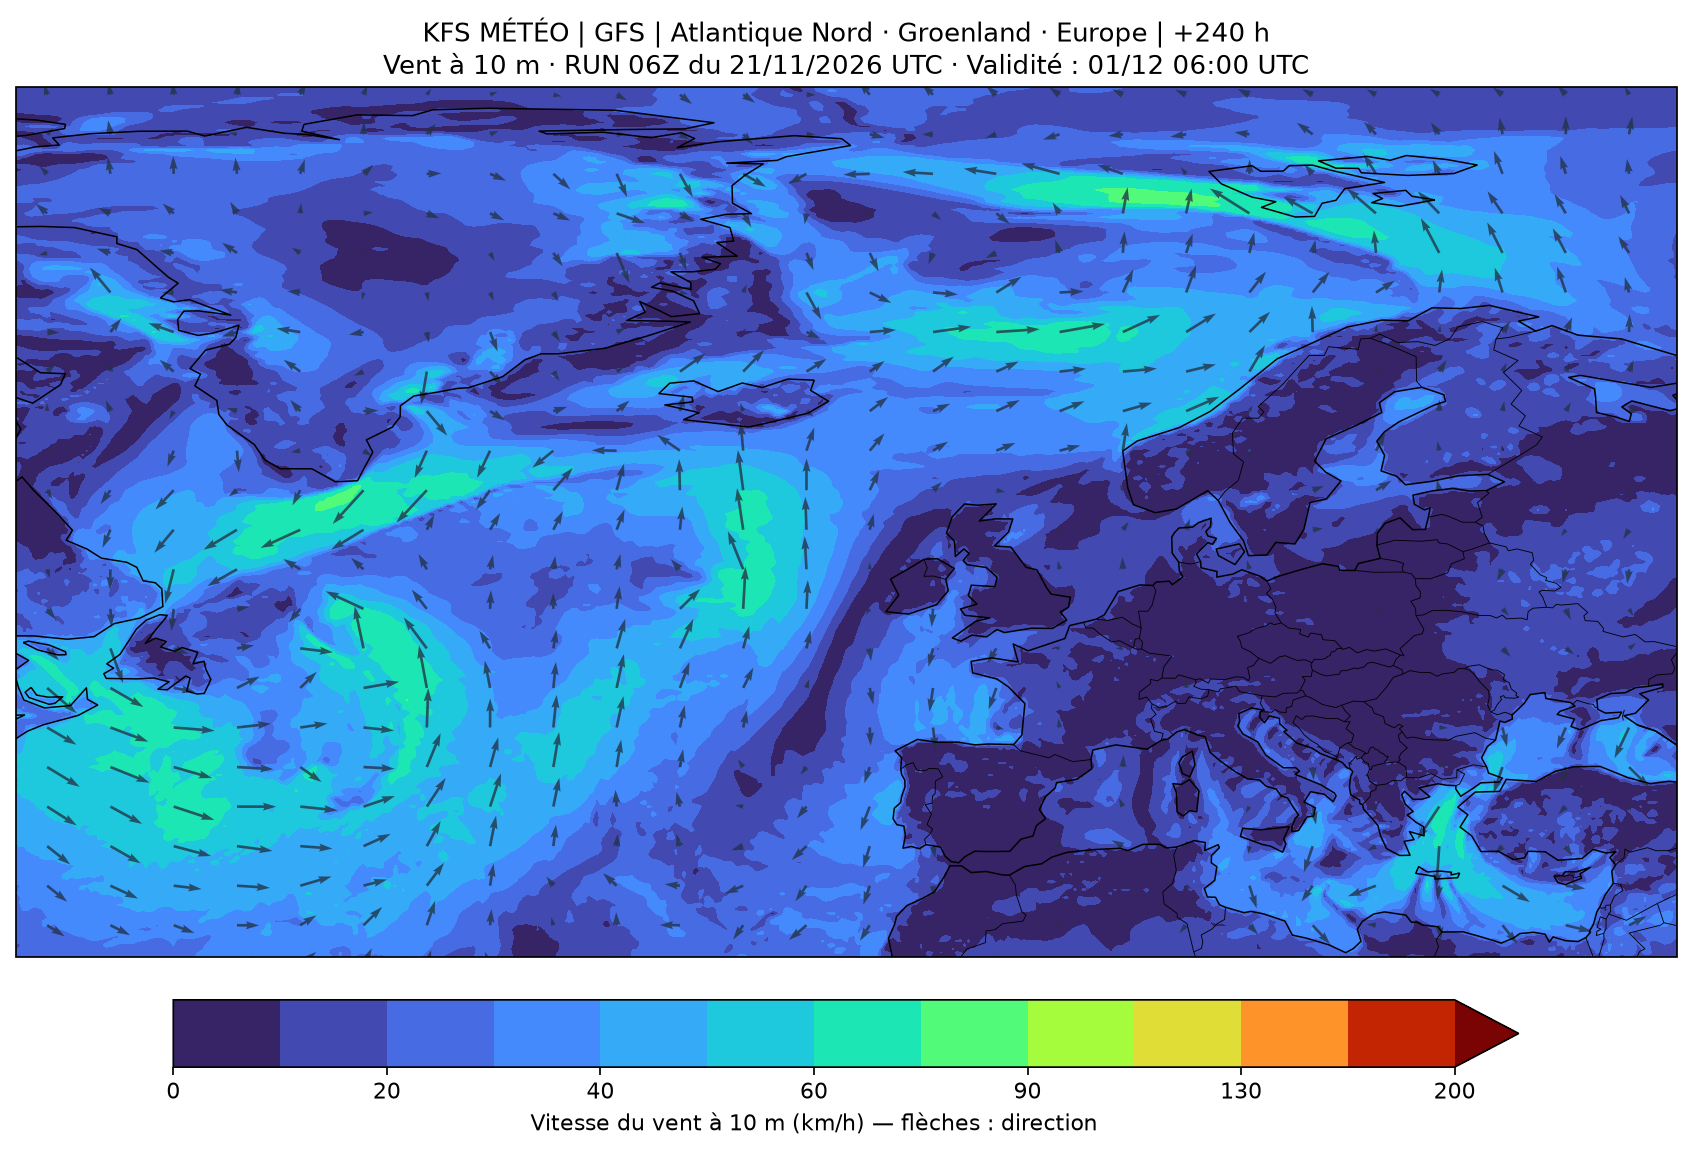 KFS MÉTÉO | GFS | Atlantique Nord · Groenland · Europe | +240 h
Vent à 10 m · RUN 06Z du 21/11/2026 UTC · Validité : 01/12 06:00 UTC
0 20 40 60 90 130 200
Vitesse du vent à 10 m (km/h) — flèches : direction